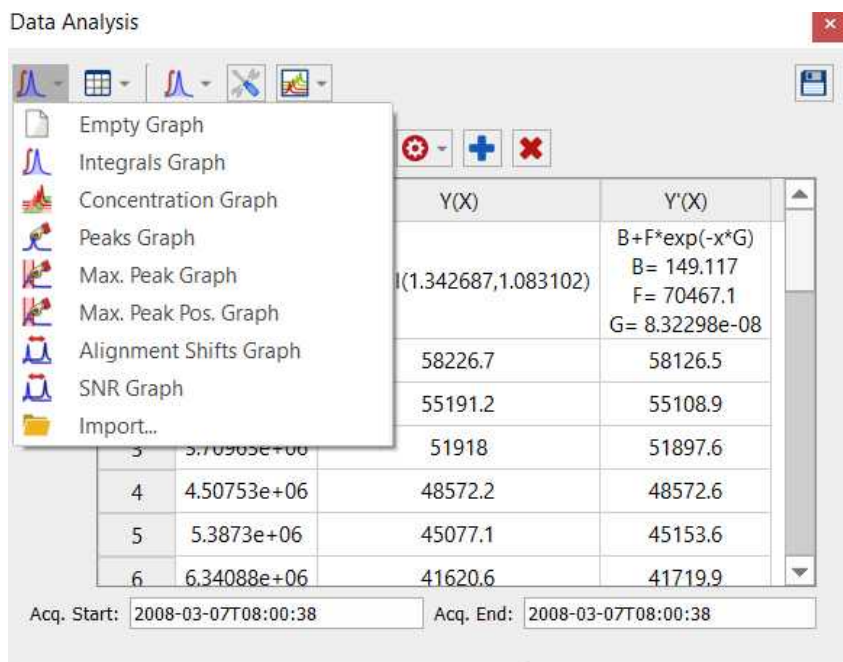 Data Analysis
Empty Graph
Integrals Graph
Concentration Graph
Peaks Graph
Max. Peak Graph
Max. Peak Pos. Graph
Alignment Shifts Graph
SNR Graph
Import...
Y(X) Y'(X)
l(1.342687,1.083102) B+F*exp(-x*G)
B= 149.117
F= 70467.1
G= 8.32298e-08
58226.7 58126.5
55191.2 55108.9
3 51918 51897.6
4 4.50753e+06 48572.2 48572.6
5 5.3873e+06 45077.1 45153.6
6 6.34088e+06 41620.6 41719.9
Acq. Start: 2008-03-07T08:00:38 Acq. End: 2008-03-07T08:00:38